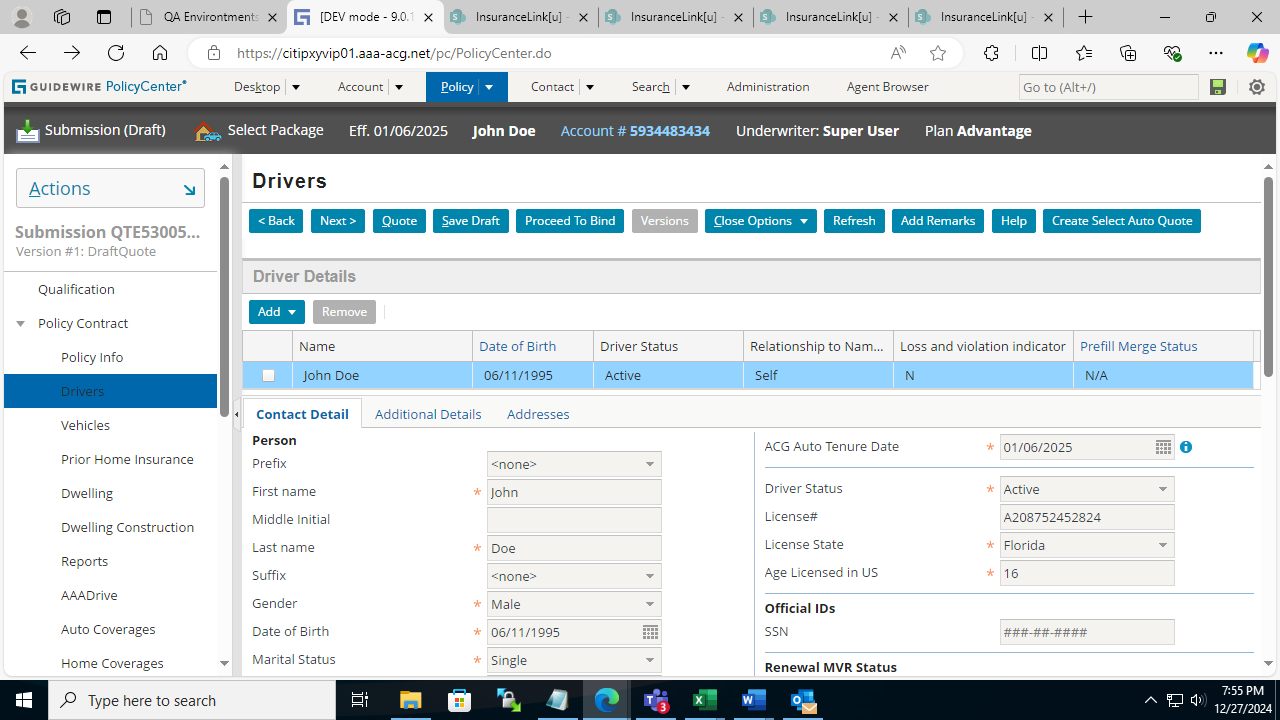 QA Environtments
[DEV mode - 9.0.1
InsuranceLink[u] -
InsuranceLink[u] -
InsuranceLink[u] -
InsuranceLink[u] -
https://citipxyvip01.aaa-acg.net/pc/PolicyCenter.do
GUIDEWIRE PolicyCenter®
Desktop
Account
Policy
Contact
Search
Administration
Agent Browser
Go to (Alt+/)
Submission (Draft)
Select Package
Eff. 01/06/2025
John Doe
Account # 5934483434
Underwriter: Super User
Plan Advantage
Actions
Submission QTE53005...
Version #1: DraftQuote
Qualification
Policy Contract
Policy Info
Drivers
Vehicles
Prior Home Insurance
Dwelling
Dwelling Construction
Reports
AAADrive
Auto Coverages
Home Coverages
Drivers
< Back
Next >
Quote
Save Draft
Proceed To Bind
Versions
Close Options
Refresh
Add Remarks
Help
Create Select Auto Quote
Driver Details
Add
Remove
Name
Date of Birth
Driver Status
Relationship to Nam...
Loss and violation indicator
Prefill Merge Status
John Doe
06/11/1995
Active
Self
N
N/A
Contact Detail
Additional Details
Addresses
Person
Prefix
<none>
First name
* John
Middle Initial
Last name
* Doe
Suffix
<none>
Gender
* Male
Date of Birth
* 06/11/1995
Marital Status
* Single
ACG Auto Tenure Date
* 01/06/2025
Driver Status
* Active
License#
A208752452824
License State
* Florida
Age Licensed in US
* 16
Official IDs
SSN
###-##-####
Renewal MVR Status
Type here to search
3
7:55 PM
12/27/2024